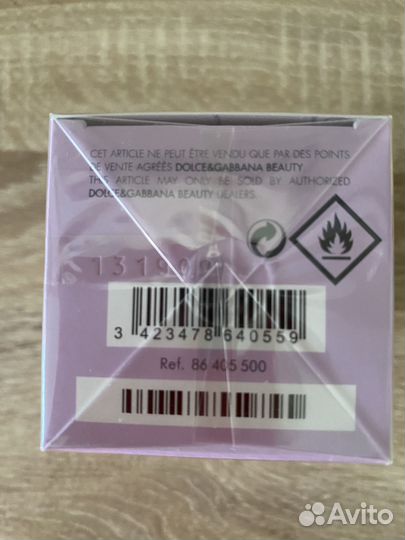 CET ARTICLE NE PEUT ÊTRE VENDU QUE PAR DES POINTS
DE VENTE AGRÉÉS DOLCE&GABBANA BEAUTY
THIS ARTICLE MAY ONLY BE SOLD BY AUTHORIZED
DOLCE&GABBANA BEAUTY DEALERS.
3 423478 640559
Ref. 86 405 500
Avito